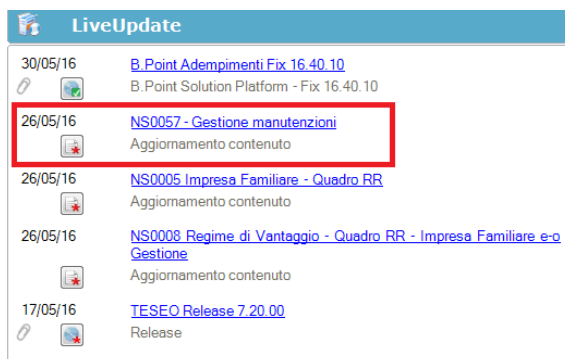 LiveUpdate
30/05/16 B.Point Adempimenti Fix 16.40.10
B.Point Solution Platform - Fix 16.40.10
26/05/16 NS0057 - Gestione manutenzioni
Aggiornamento contenuto
26/05/16 NS0005 Impresa Familiare - Quadro RR
Aggiornamento contenuto
26/05/16 NS0008 Regime di Vantaggio - Quadro RR - Impresa Familiare e-o
Gestione
Aggiornamento contenuto
17/05/16 TESEO Release 7.20.00
Release